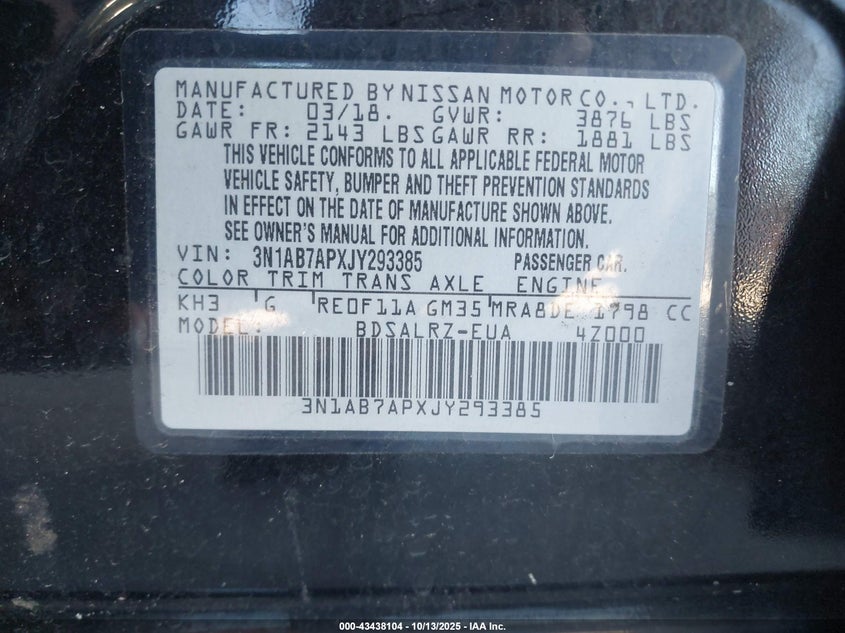 MANUFACTURED BY NISSAN MOTOR CO., LTD.
DATE: 03/18. GVWR: 3876 LBS
GAWR FR: 2143 LBS GAWR RR: 1881 LBS
THIS VEHICLE CONFORMS TO ALL APPLICABLE FEDERAL MOTOR
VEHICLE SAFETY, BUMPER AND THEFT PREVENTION STANDARDS
IN EFFECT ON THE DATE OF MANUFACTURE SHOWN ABOVE.
SEE OWNER'S MANUAL FOR ADDITIONAL INFORMATION.
VIN: 3N1AB7APXJY293385 PASSENGER CAR.
COLOR TRIM TRANS AXLE ENGINE
KH3 G RE0F11A GM35 MRA8DE 1798 CC
MODEL: BDSALRZ-EUA 4Z000
3N1AB7APXJY293385
000-43438104 - 10/13/2025 - IAA Inc.